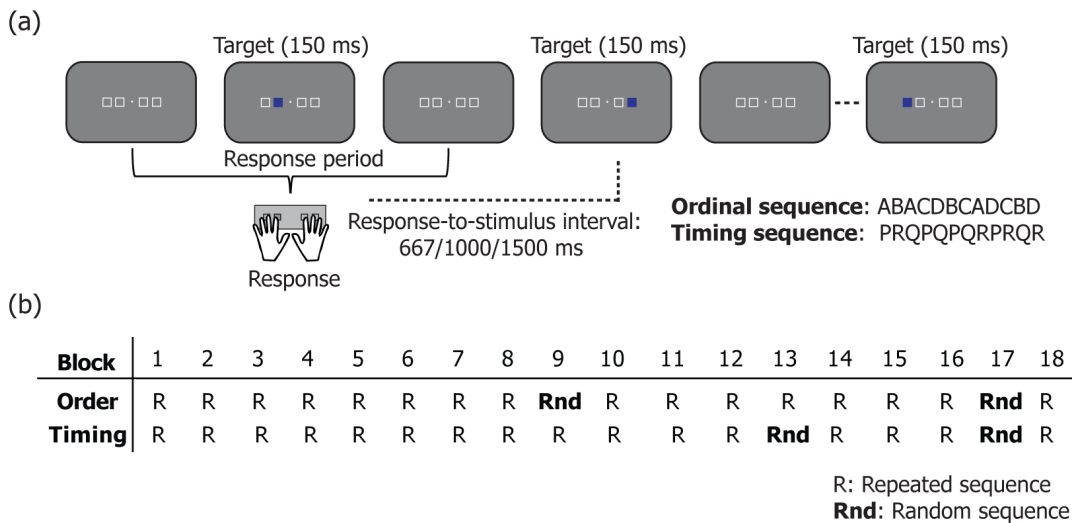 (a)
Target (150 ms) Target (150 ms) Target (150 ms)
Response period
Response-to-stimulus interval:
667/1000/1500 ms
Response
Ordinal sequence: ABACDBCADCBD
Timing sequence: PRQPQPQRPRQR
(b)
Block 1 2 3 4 5 6 7 8 9 10 11 12 13 14 15 16 17 18
Order R R R R R R R R Rnd R R R R R R R Rnd R
Timing R R R R R R R R R R R R Rnd R R R Rnd R
R: Repeated sequence
Rnd: Random sequence